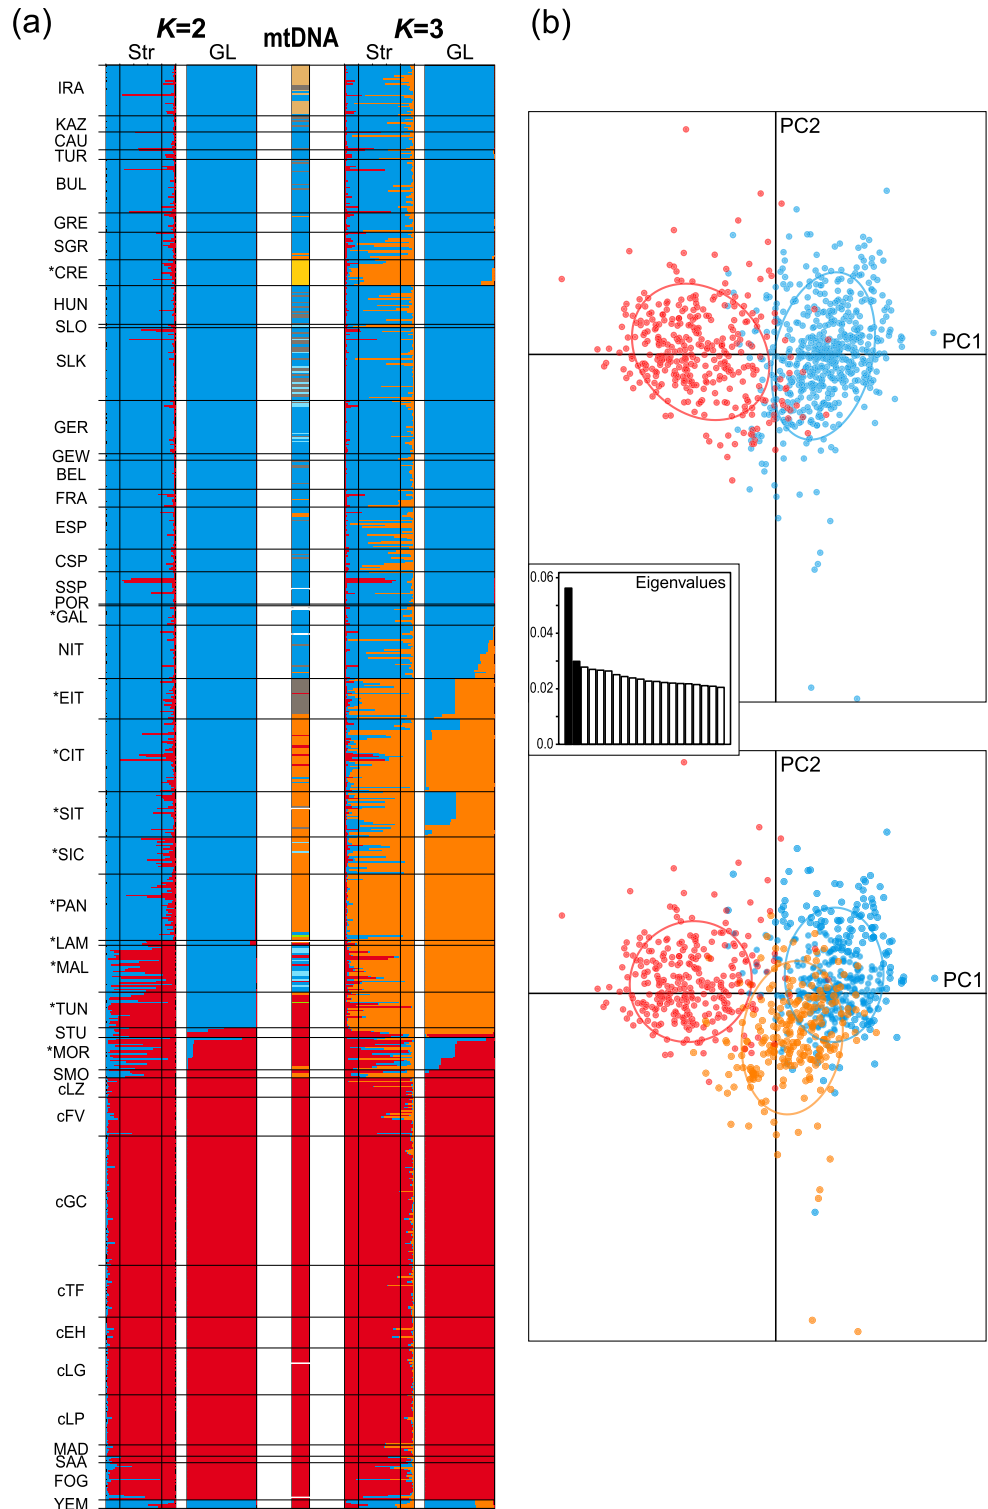 (a)
K=2
mtDNA
K=3
(b)
Str
GL
Str
GL
IRA
KAZ
CAU
TUR
BUL
GRE
SGR
*CRE
HUN
SLO
SLK
GER
GEW
BEL
FRA
ESP
CSP
SSP
POR
*GAL
NIT
*EIT
*CIT
*SIT
*SIC
*PAN
*LAM
*MAL
*TUN
STU
*MOR
SMO
cLZ
cFV
cGC
cTF
cEH
cLG
cLP
MAD
SAA
FOG
YEM
PC2
PC1
Eigenvalues
0.06
0.04
0.02
0.0
PC2
PC1